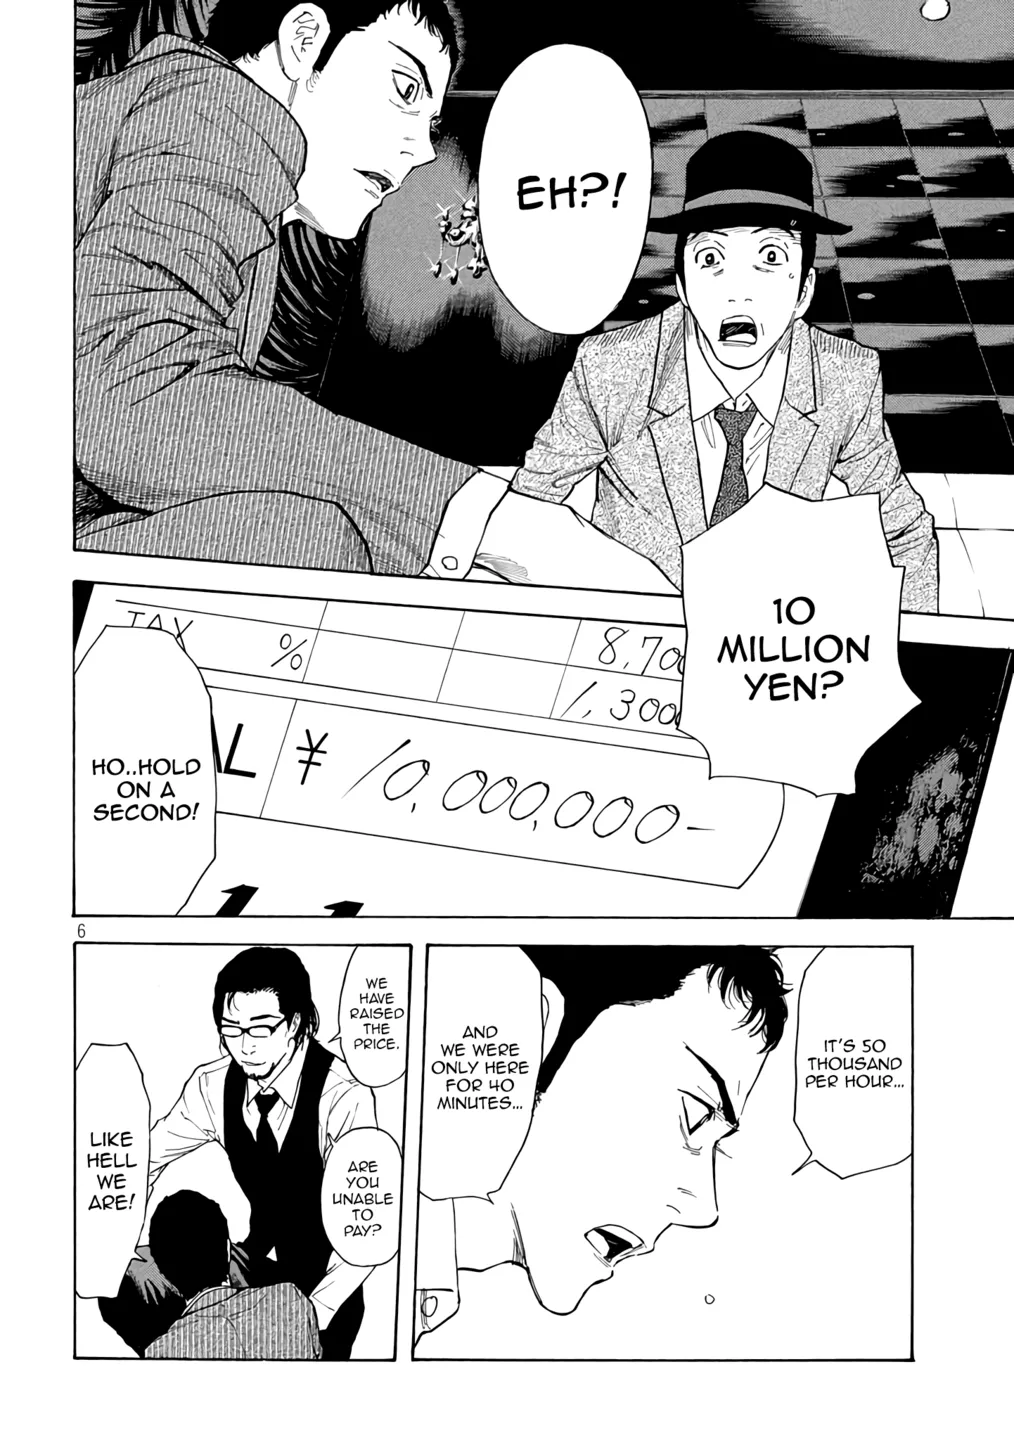 EH?!
10
MILLION
YEN?
TAX
%
8,700
1,300
AL ¥ 10,000,000-
HO..HOLD
ON A
SECOND!
6
IT'S 50
THOUSAND
PER HOUR...
AND
WE WERE
ONLY HERE
FOR 40
MINUTES...
WE
HAVE
RAISED
THE
PRICE.
ARE
YOU
UNABLE
TO
PAY?
LIKE
HELL
WE
ARE!